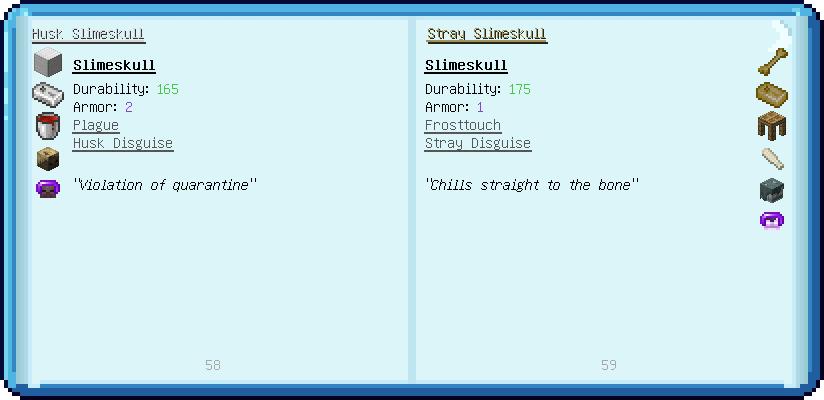 Husk Slimeskull
Slimeskull
Durability: 165
Armor: 2
Plague
Husk Disguise
"Violation of quarantine"
58
Stray Slimeskull
Slimeskull
Durability: 175
Armor: 1
Frosttouch
Stray Disguise
"Chills straight to the bone"
59